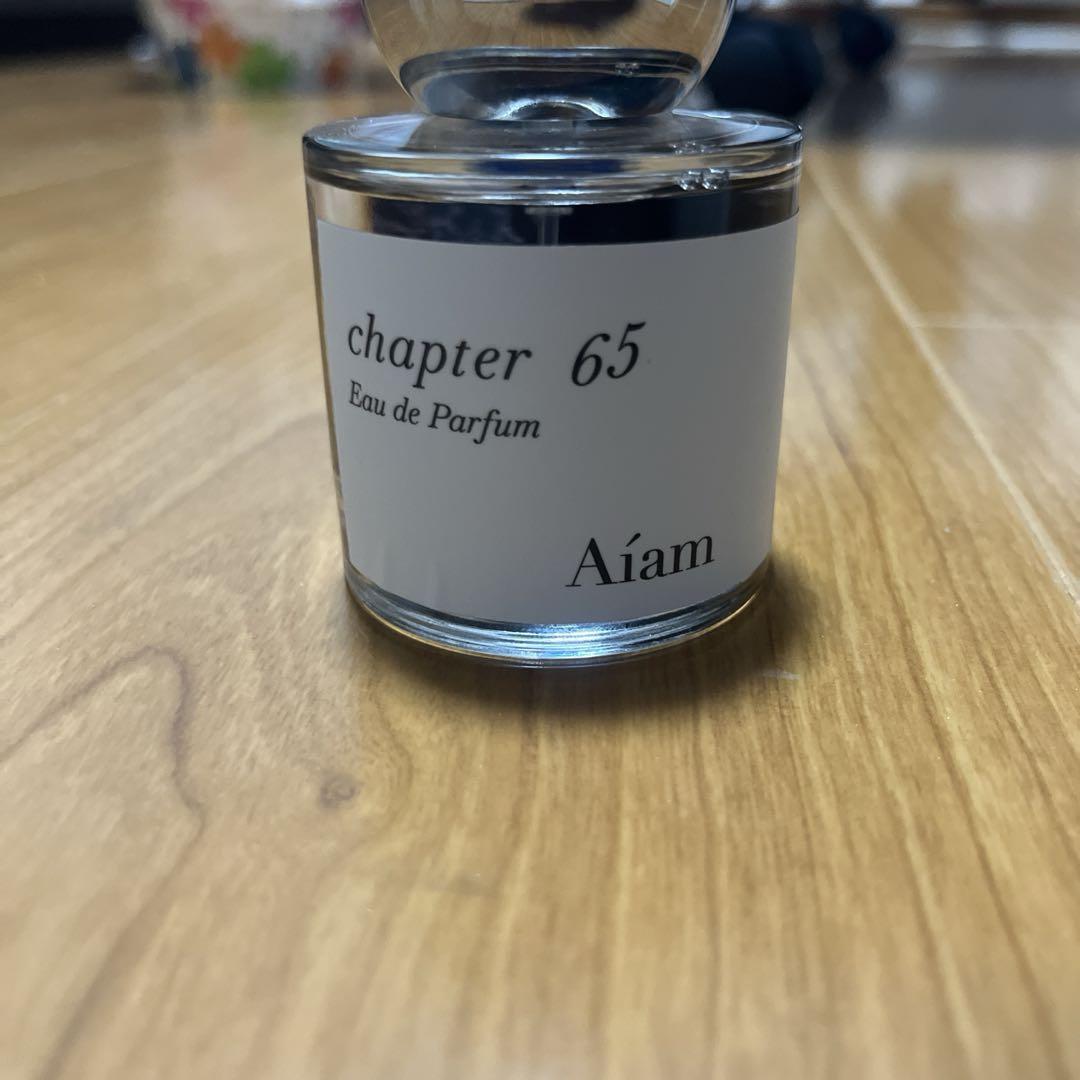 chapter 65
Eau de Parfum
Aíam